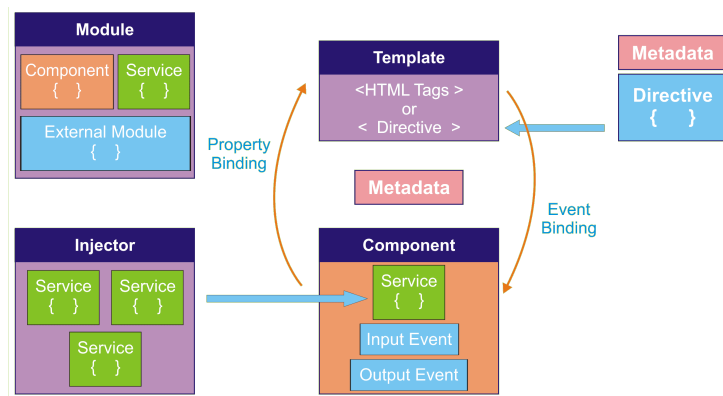 Module
Component
{ }
Service
{ }
External Module
{ }
Property
Binding
Template
<HTML Tags >
or
< Directive >
Metadata
Directive
{ }
Metadata
Event
Binding
Injector
Service
{ }
Service
{ }
Service
{ }
Component
Service
{ }
Input Event
Output Event